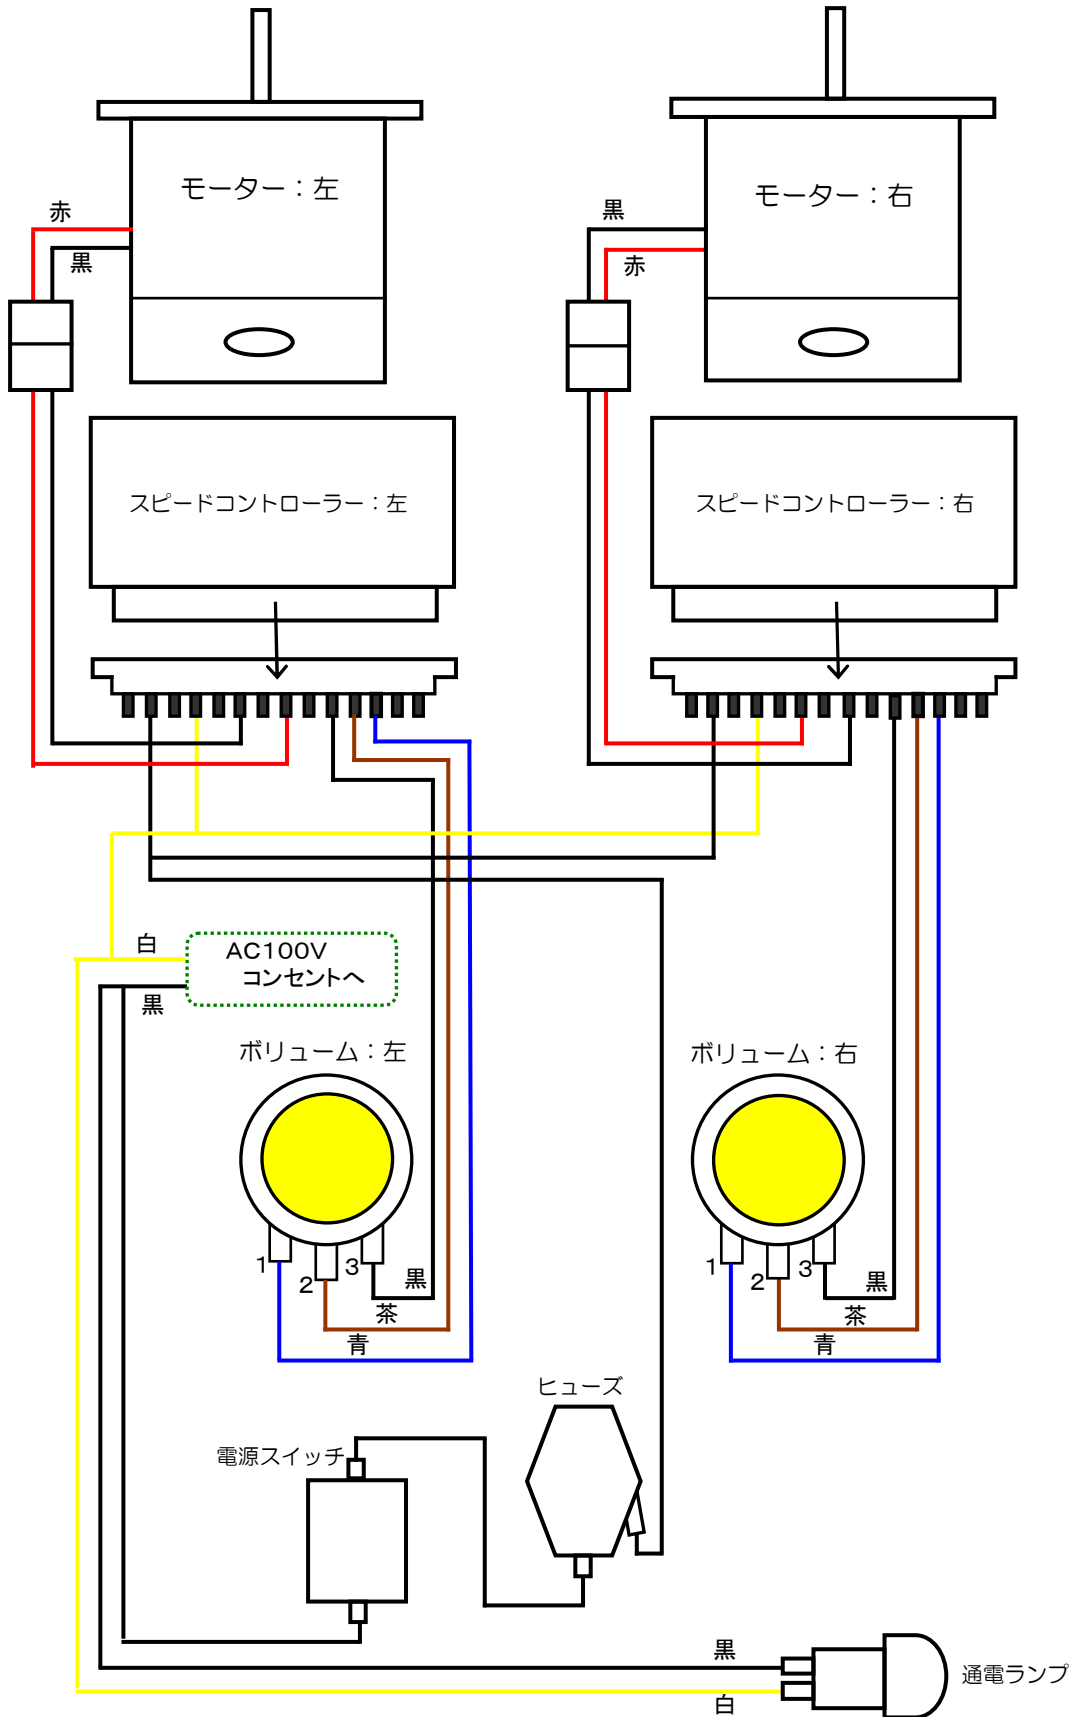 モーター：左
モーター：右
赤
黒
黒
赤
スピードコントローラー：左
スピードコントローラー：右
白
AC100V
コンセントへ
黒
ボリューム：左
ボリューム：右
1
2
3
黒
茶
青
1
2
3
黒
茶
青
ヒューズ
電源スイッチ
黒
通電ランプ
白